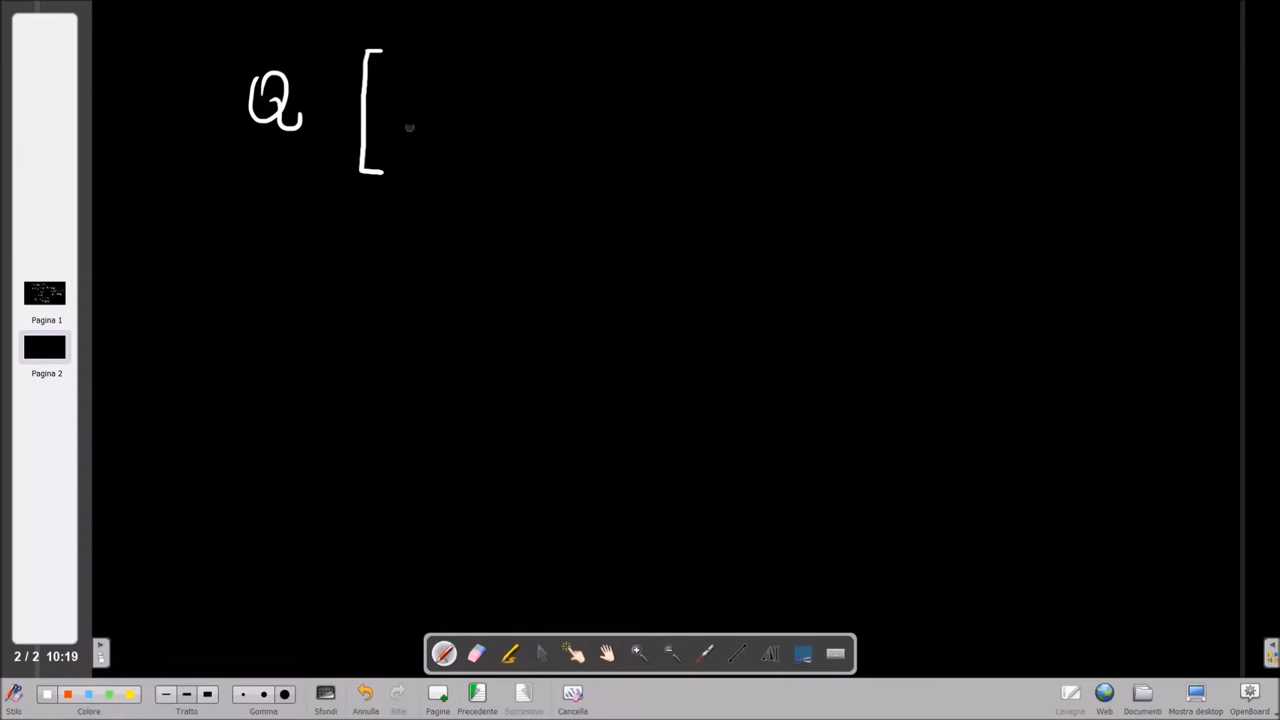 Q [
Pagina 1
Pagina 2
2 / 2 10:19
Stilo Colore Tratto Gomma Sfondi Annulla Rifai Pagine Precedente Successivo Cancella Lavagna Web Documenti Mostra desktop OpenBoard